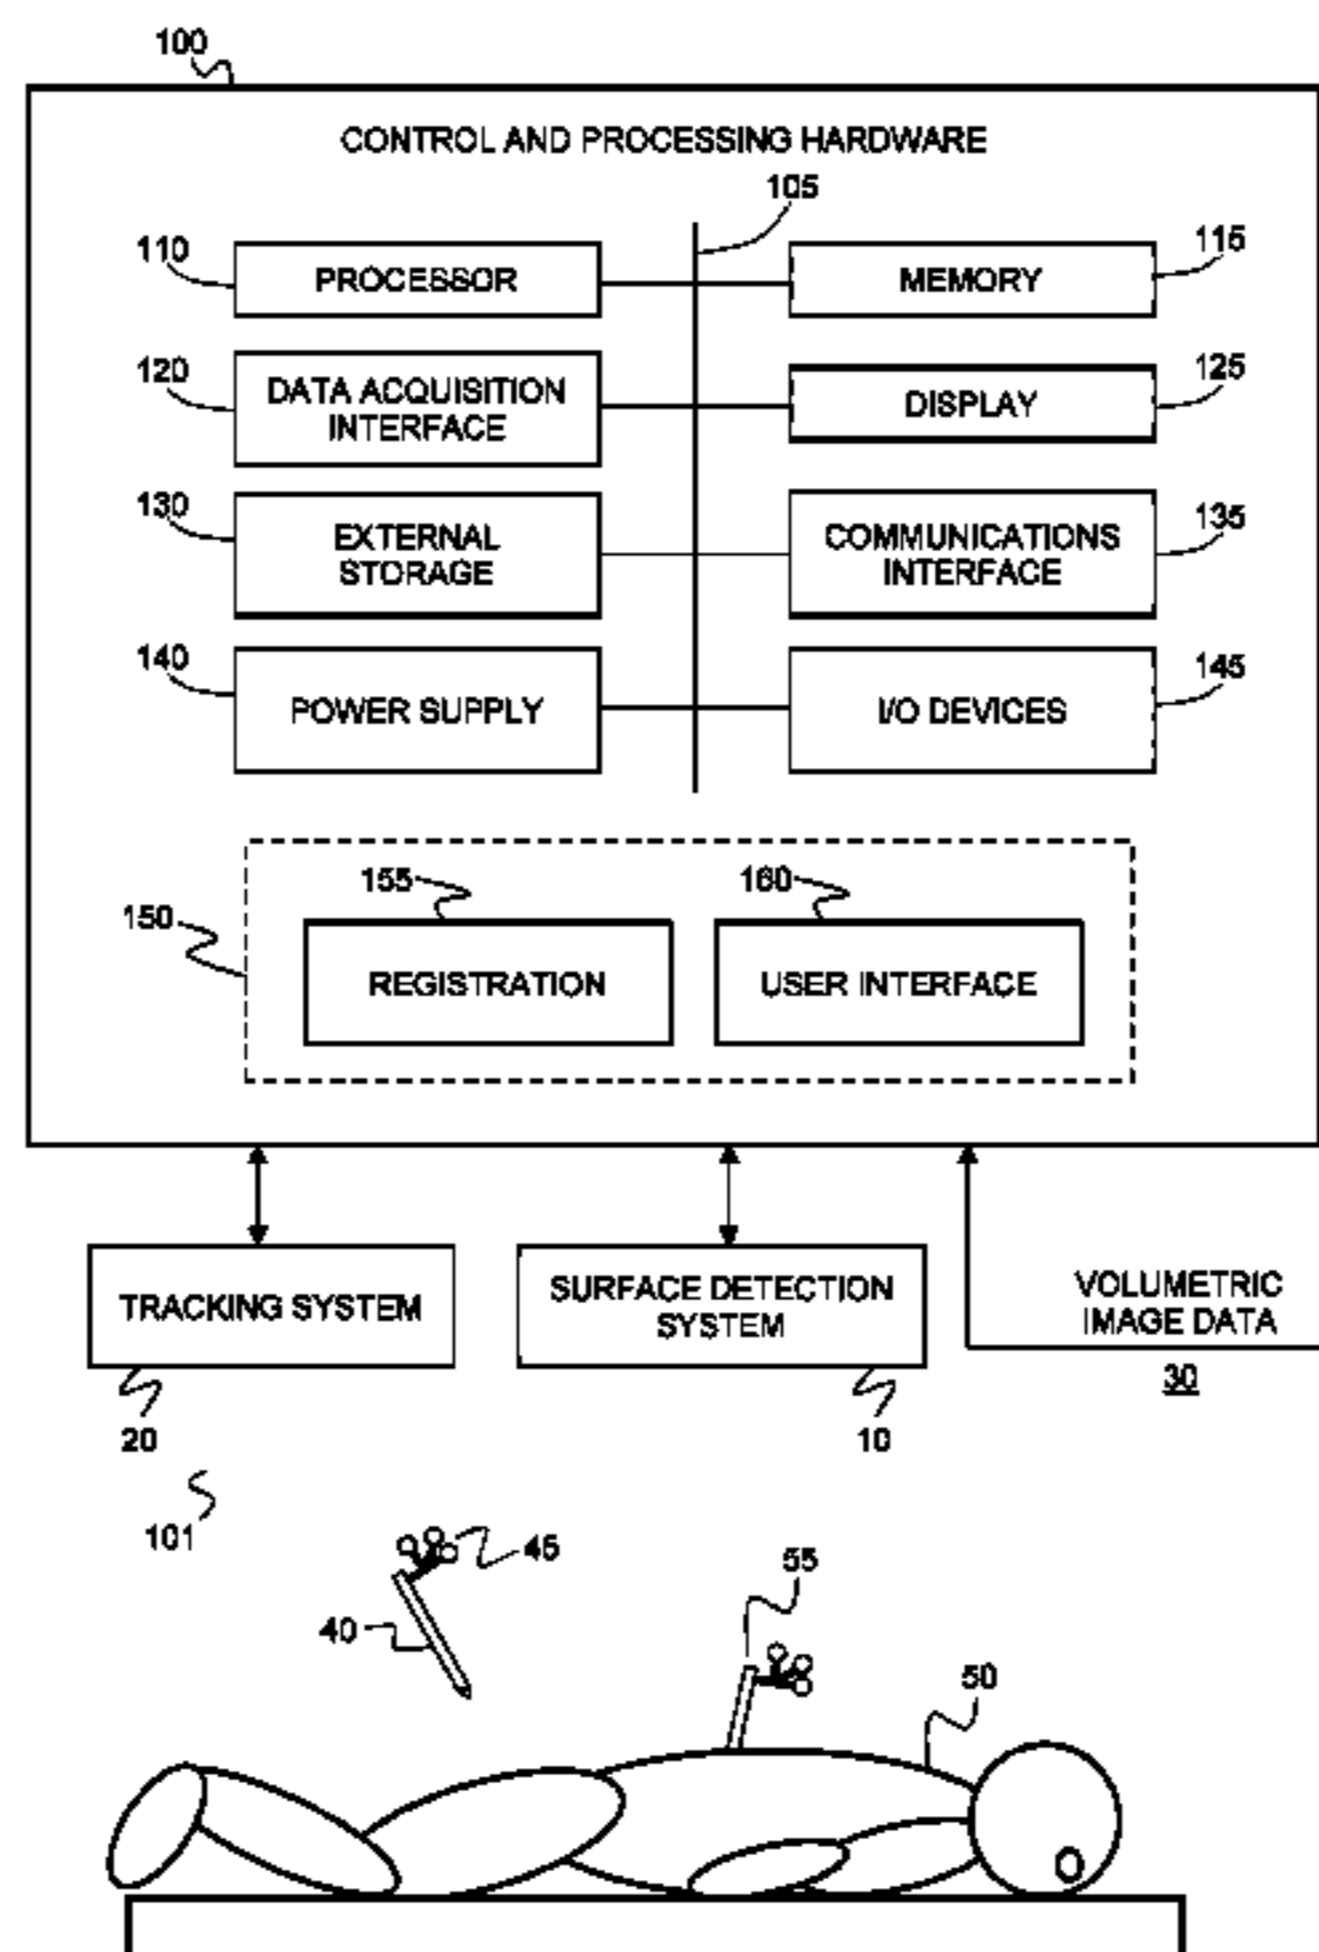 100
CONTROL AND PROCESSING HARDWARE
105
110
PROCESSOR
MEMORY
115
120
DATA ACQUISITION
INTERFACE
DISPLAY
125
130
EXTERNAL
STORAGE
COMMUNICATIONS
INTERFACE
135
140
POWER SUPPLY
I/O DEVICES
145
150
155
REGISTRATION
160
USER INTERFACE
TRACKING SYSTEM
20
SURFACE DETECTION
SYSTEM
10
VOLUMETRIC
IMAGE DATA
30
101
45
40
55
50